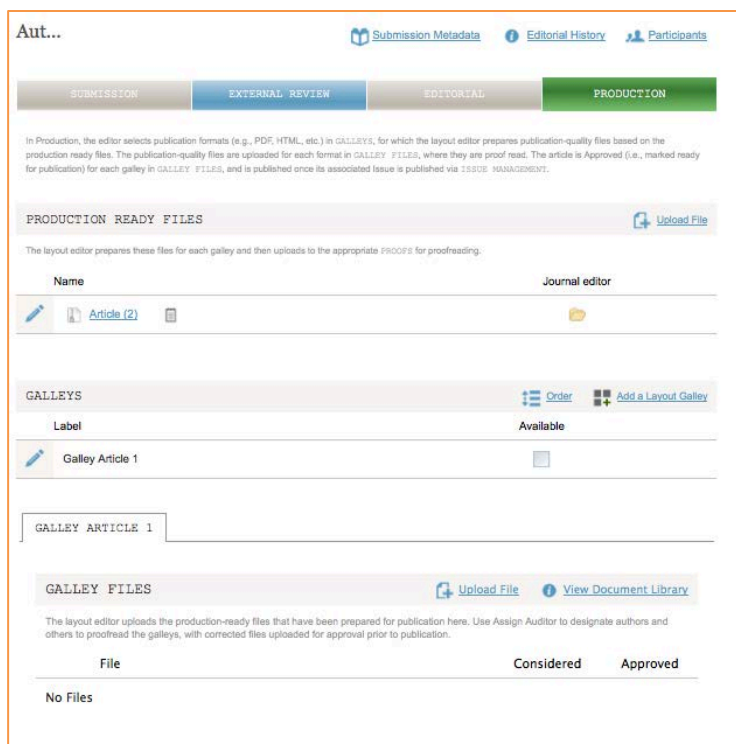 Aut...
Submission Metadata Editorial History Participants
SUBMISSION EXTERNAL REVIEW EDITORIAL PRODUCTION
In Production, the editor selects publication formats (e.g., PDF, HTML, etc.) in GALLEYS, for which the layout editor prepares publication-quality files based on the
production ready files. The publication-quality files are uploaded for each format in GALLEY FILES, where they are proof read. The article is Approved (i.e., marked ready
for publication) for each galley in GALLEY FILES, and is published once its associated Issue is published via ISSUE MANAGEMENT.
PRODUCTION READY FILES Upload File
The layout editor prepares these files for each galley and then uploads to the appropriate PROOFS for proofreading.
Name Journal editor
Article (2)
GALLEYS Order Add a Layout Galley
Label Available
Galley Article 1
GALLEY ARTICLE 1
GALLEY FILES Upload File View Document Library
The layout editor uploads the production-ready files that have been prepared for publication here. Use Assign Auditor to designate authors and
others to proofread the galleys, with corrected files uploaded for approval prior to publication.
File Considered Approved
No Files